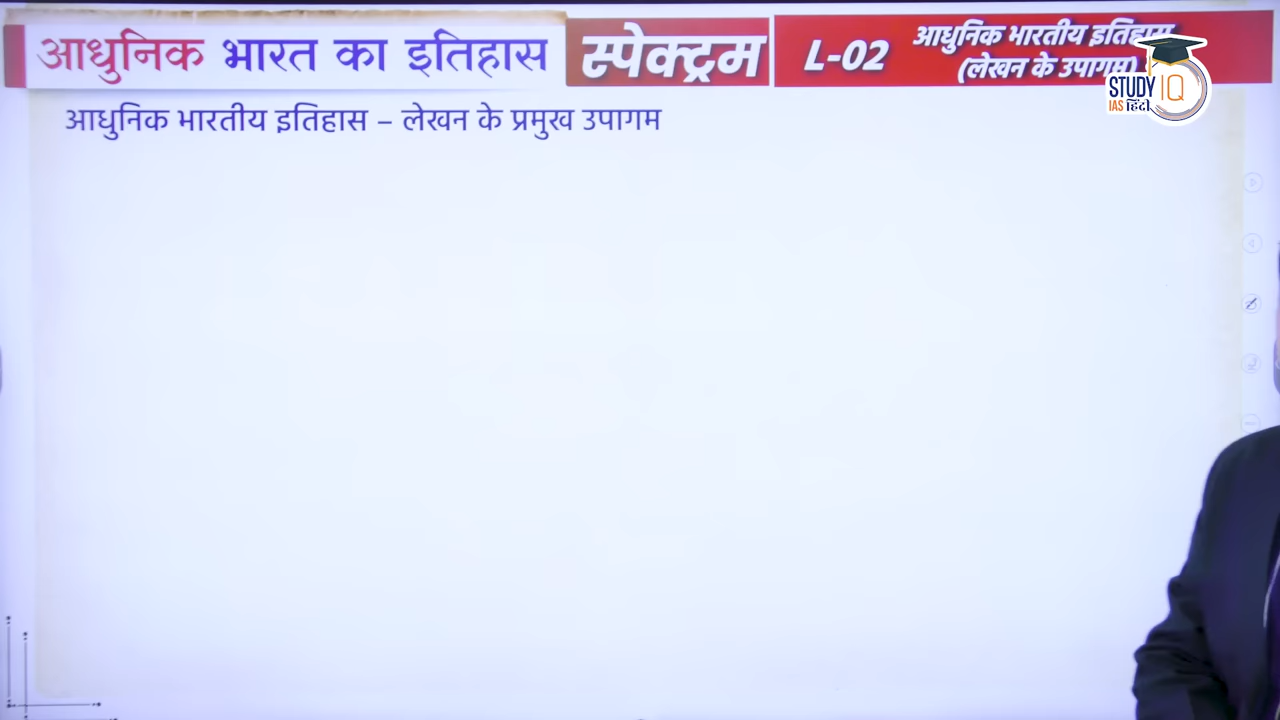 आधुनिक भारत का इतिहास स्पेक्ट्रम L-02
आधुनिक भारतीय इतिहास
(लेखन के उपागम)
STUDY IQ
IAS हिंदी
आधुनिक भारतीय इतिहास – लेखन के प्रमुख उपागम